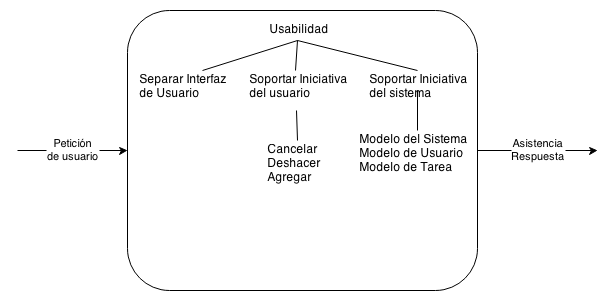 Usabilidad
Separar Interfaz
de Usuario
Soportar Iniciativa
del usuario
Soportar Iniciativa
del sistema
Petición
de usuario
Cancelar
Deshacer
Agregar
Modelo del Sistema
Modelo de Usuario
Modelo de Tarea
Asistencia
Respuesta